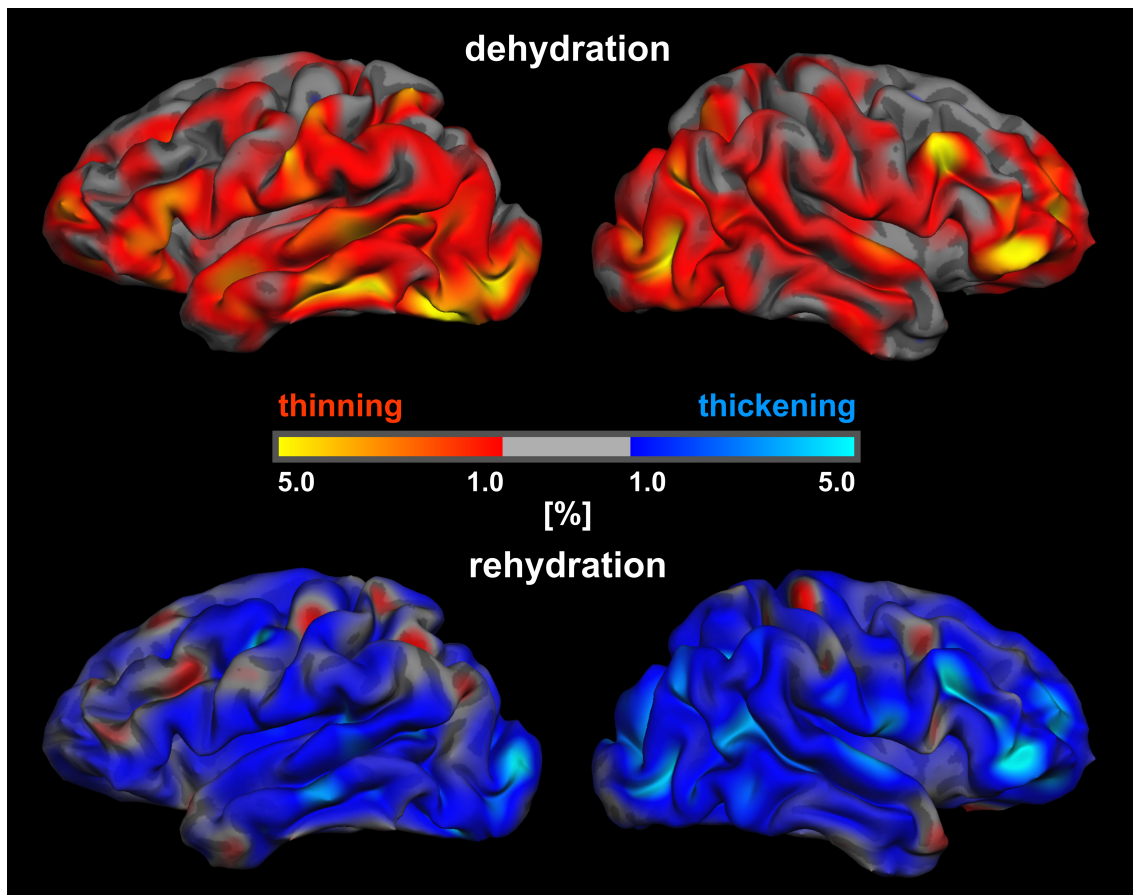 dehydration
thinning thickening
5.0 1.0 1.0 5.0
[%]
rehydration